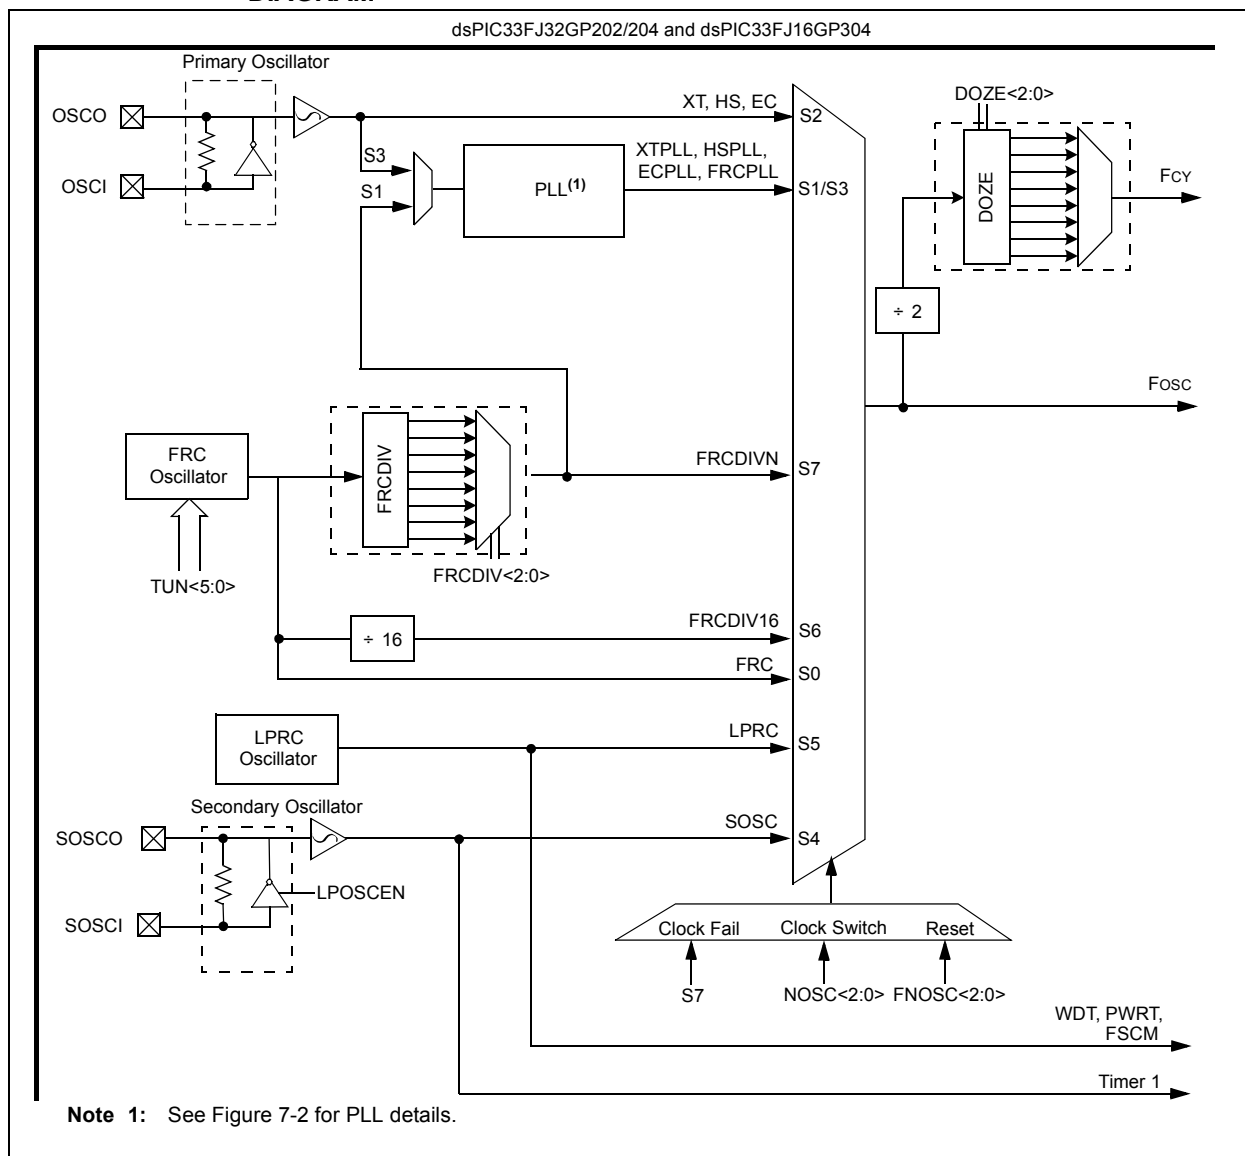 dsPIC33FJ32GP202/204 and dsPIC33FJ16GP304
Primary Oscillator
OSCO
OSCI
XT, HS, EC
S2
DOZE<2:0>
S3
S1
PLL(1)
XTPLL, HSPLL,
ECPLL, FRCPLL
S1/S3
DOZE
FCY
÷ 2
FOSC
FRC
Oscillator
TUN<5:0>
FRCDIV
FRCDIV<2:0>
FRCDIVN
S7
÷ 16
FRCDIV16
S6
FRC
S0
LPRC
Oscillator
LPRC
S5
Secondary Oscillator
SOSCO
SOSCI
LPOSCEN
SOSC
S4
Clock Fail
Clock Switch
Reset
S7
NOSC<2:0>
FNOSC<2:0>
WDT, PWRT,
FSCM
Timer 1
Note 1: See Figure 7-2 for PLL details.